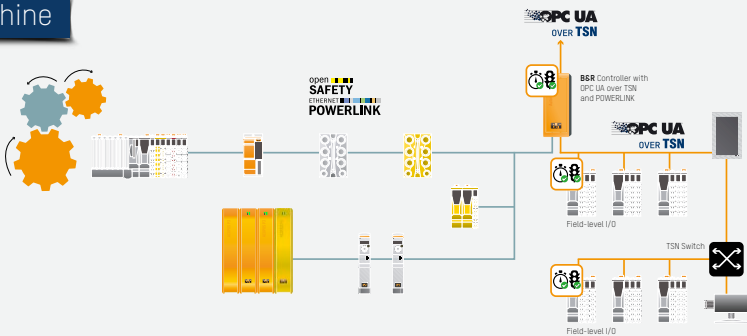 hine
OPC UA
OVER TSN
B&R Controller with
OPC UA over TSN
and POWERLINK
open
SAFETY
ETHERNET
POWERLINK
OPC UA
OVER TSN
Field-level I/O
TSN Switch
Field-level I/O